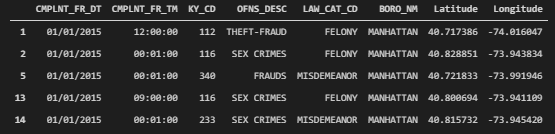 CMPLNT_FR_DT CMPLNT_FR_TM KY_CD OFNS_DESC LAW_CAT_CD BORO_NM Latitude Longitude
1 01/01/2015 12:00:00 112 THEFT-FRAUD FELONY MANHATTAN 40.717386 -74.016047
2 01/01/2015 00:01:00 116 SEX CRIMES FELONY MANHATTAN 40.828851 -73.943834
5 01/01/2015 00:01:00 340 FRAUDS MISDEMEANOR MANHATTAN 40.721833 -73.991946
13 01/01/2015 09:00:00 116 SEX CRIMES FELONY MANHATTAN 40.800694 -73.941109
14 01/01/2015 00:01:00 233 SEX CRIMES MISDEMEANOR MANHATTAN 40.815732 -73.945420